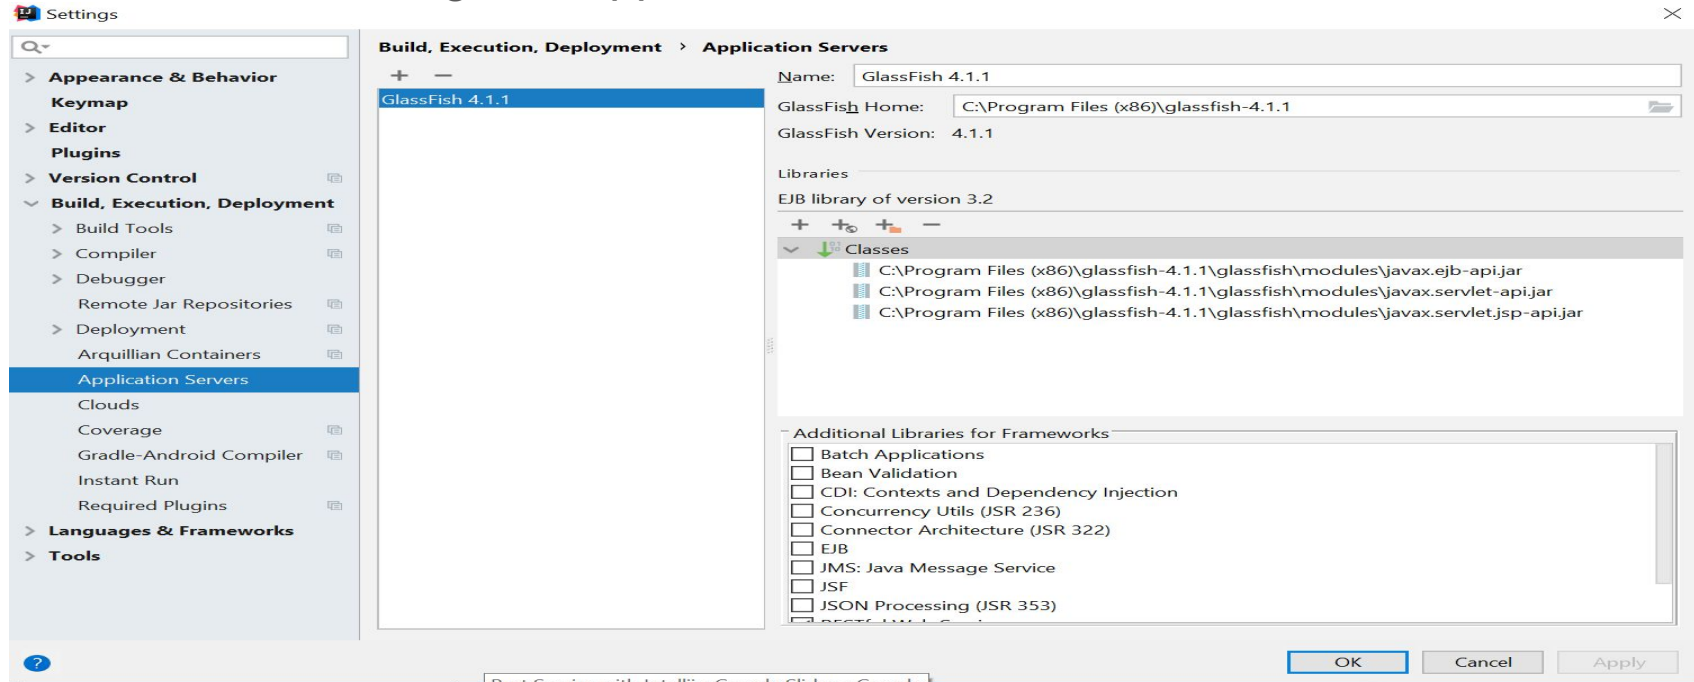 Settings
Appearance & Behavior
Keymap
Editor
Plugins
Version Control
Build, Execution, Deployment
Build Tools
Compiler
Debugger
Remote Jar Repositories
Deployment
Arquillian Containers
Application Servers
Clouds
Coverage
Gradle-Android Compiler
Instant Run
Required Plugins
Languages & Frameworks
Tools
Build, Execution, Deployment > Application Servers
GlassFish 4.1.1
Name: GlassFish 4.1.1
GlassFish Home: C:\Program Files (x86)\glassfish-4.1.1
GlassFish Version: 4.1.1
Libraries
EJB library of version 3.2
Classes
C:\Program Files (x86)\glassfish-4.1.1\glassfish\modules\javax.ejb-api.jar
C:\Program Files (x86)\glassfish-4.1.1\glassfish\modules\javax.servlet-api.jar
C:\Program Files (x86)\glassfish-4.1.1\glassfish\modules\javax.servlet.jsp-api.jar
Additional Libraries for Frameworks
Batch Applications
Bean Validation
CDI: Contexts and Dependency Injection
Concurrency Utils (JSR 236)
Connector Architecture (JSR 322)
EJB
JMS: Java Message Service
JSF
JSON Processing (JSR 353)
OK Cancel Apply